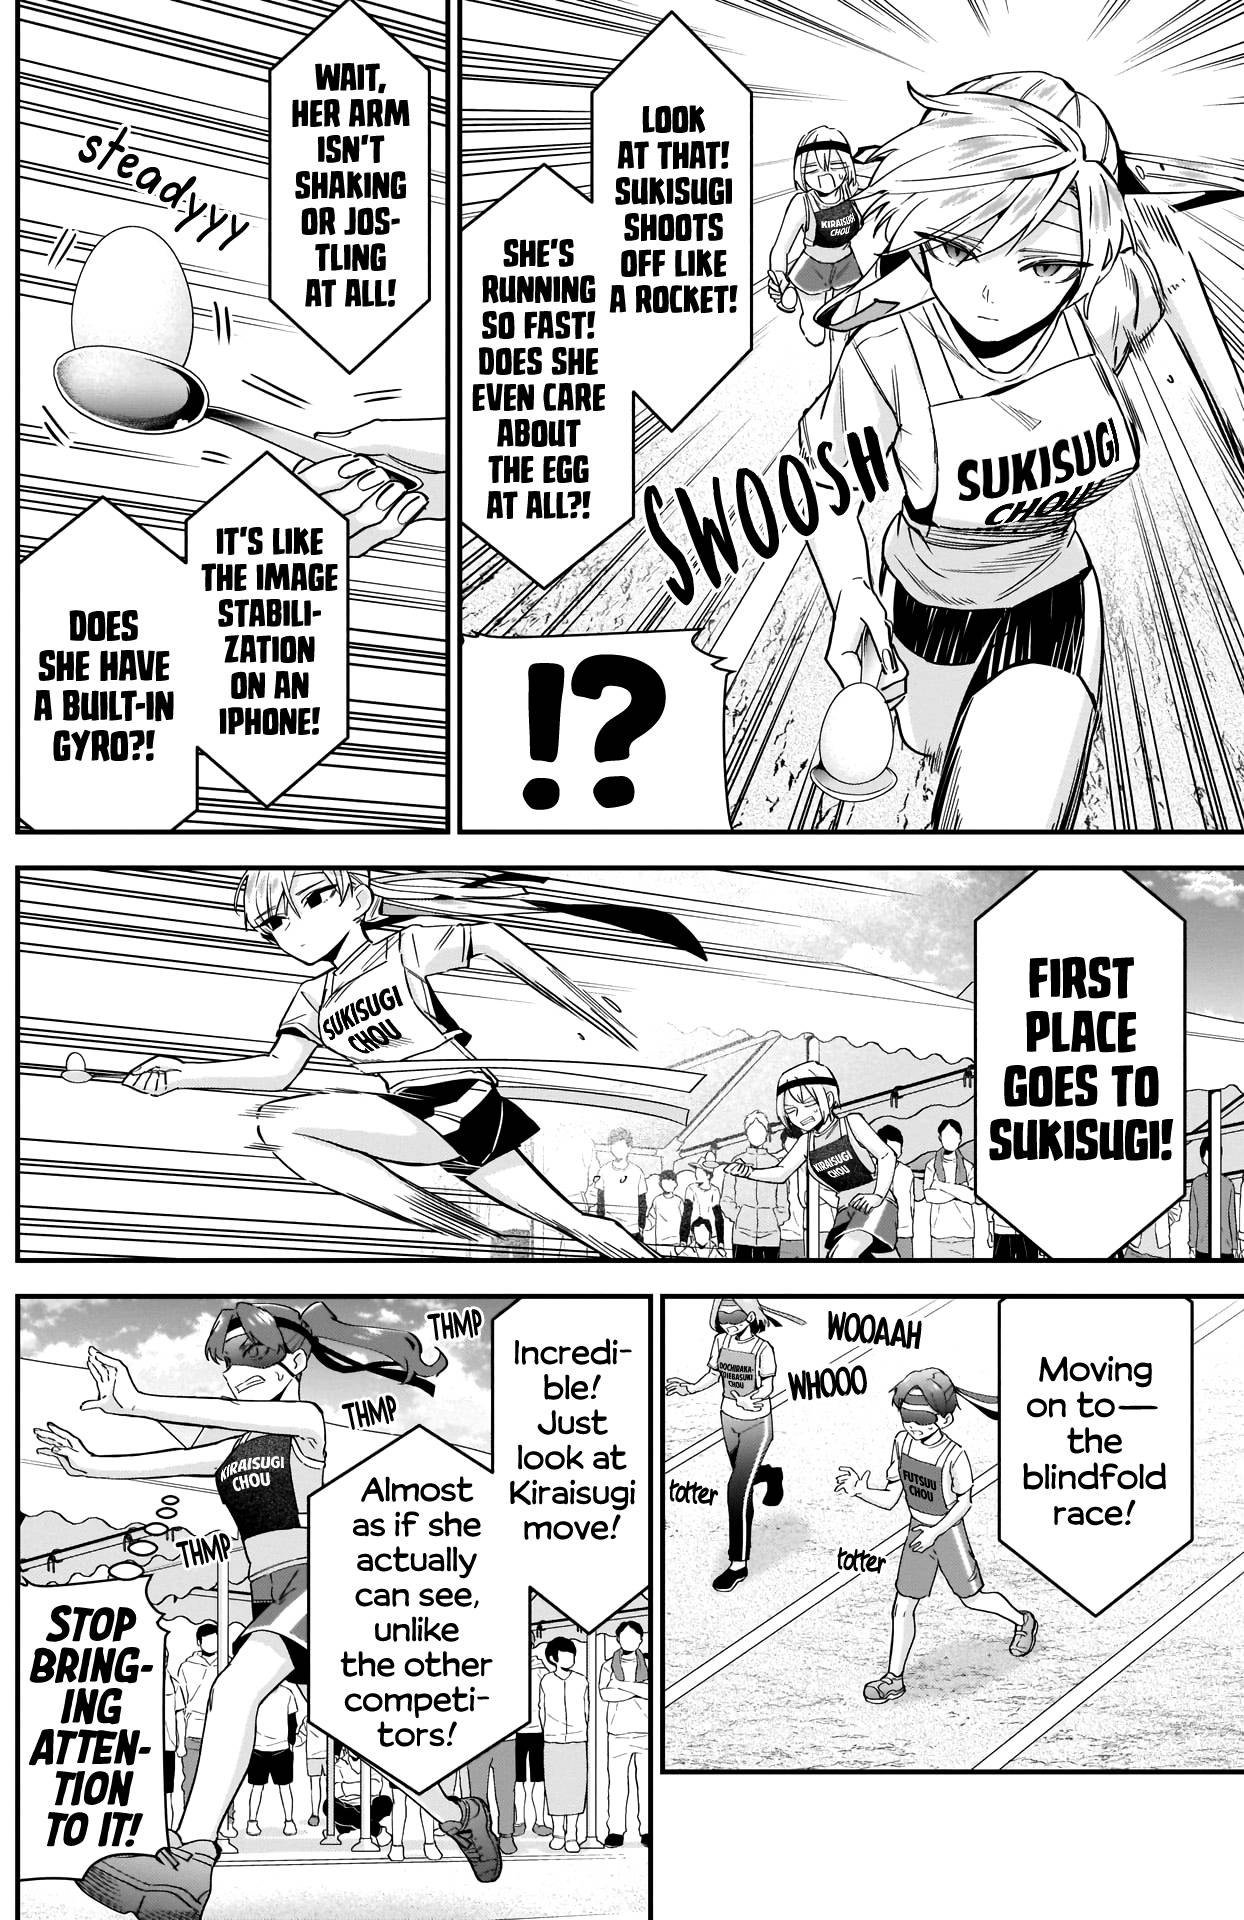 LOOK
AT THAT!
SUKISUGI
SHOOTS
OFF LIKE
A ROCKET!
KIRAISUGI
CHOU
SHE'S
RUNNING
SO FAST!
DOES SHE
EVEN CARE
ABOUT
THE EGG
AT ALL?!
SWOOSH
SUKISUGI
CHOU
!?
WAIT,
HER ARM
ISN'T
SHAKING
OR JOS-
TLING
AT ALL!
steadyyy
IT'S LIKE
THE IMAGE
STABILI-
ZATION
ON AN
IPHONE!
DOES
SHE HAVE
A BUILT-IN
GYRO?!
FIRST
PLACE
GOES TO
SUKISUGI!
KIRAISUGI
CHOU
SUKISUGI
CHOU
Moving
on to—
the
blindfold
race!
WOOAAH
WHOOO
DOCHIBAKA-
DIEBASUKI
CHOU
totter
FUTSUU
CHOU
totter
Incredi-
ble!
Just
look at
Kiraisugi
move!
THMP
THMP
Almost
as if she
actually
can see,
unlike
the other
competi-
tors!
KIRAISUGI
CHOU
THMP
STOP
BRING-
ING
ATTEN-
TION
TO IT!